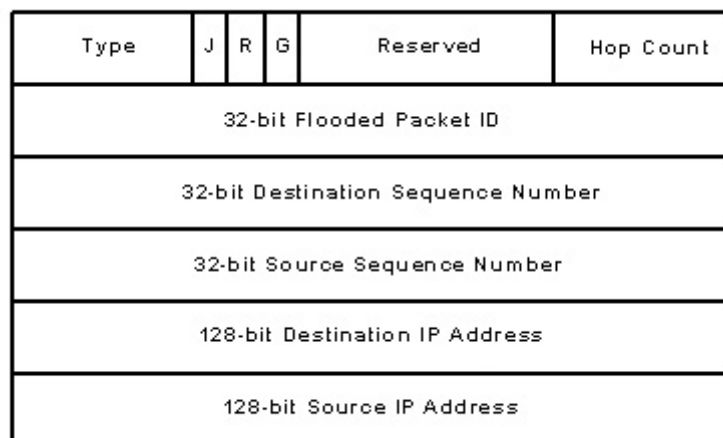 Type J R G Reserved Hop Count
32-bit Flooded Packet ID
32-bit Destination Sequence Number
32-bit Source Sequence Number
128-bit Destination IP Address
128-bit Source IP Address